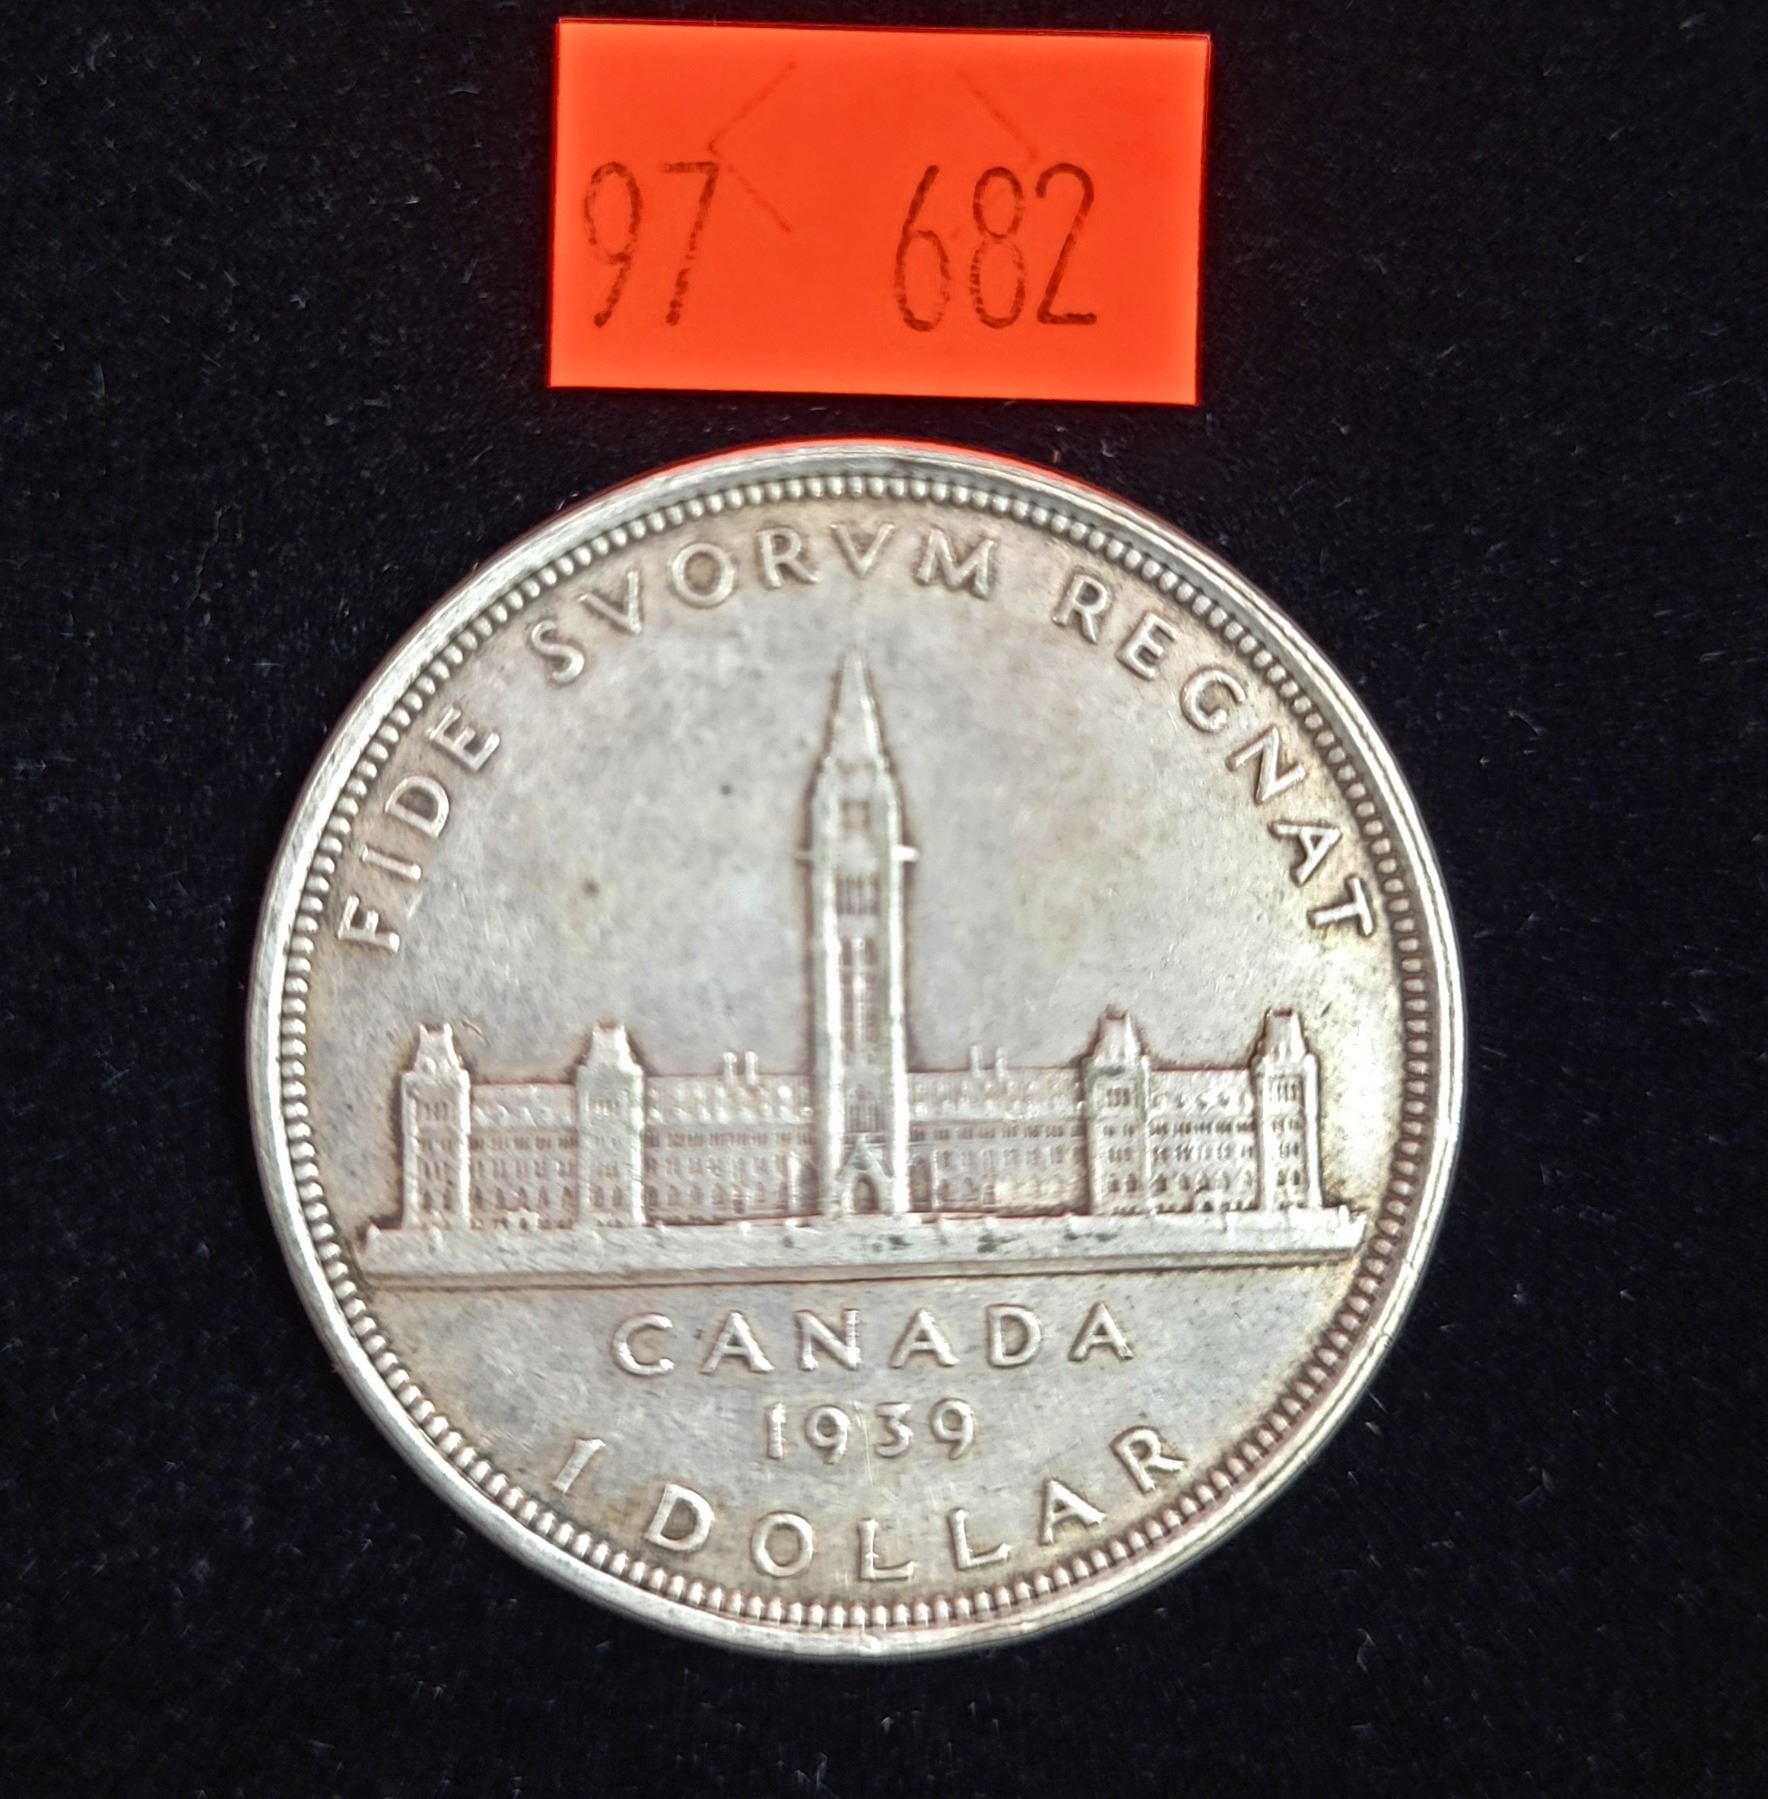 97 682
FIDE SVORVM REGNAT
CANADA
1939
1 DOLLAR